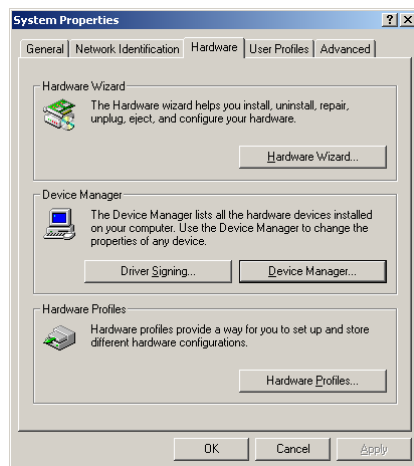 System Properties
General
Network Identification
Hardware
User Profiles
Advanced
Hardware Wizard
The Hardware wizard helps you install, uninstall, repair,
unplug, eject, and configure your hardware.
Hardware Wizard...
Device Manager
The Device Manager lists all the hardware devices installed
on your computer. Use the Device Manager to change the
properties of any device.
Driver Signing...
Device Manager...
Hardware Profiles
Hardware profiles provide a way for you to set up and store
different hardware configurations.
Hardware Profiles...
OK
Cancel
Apply